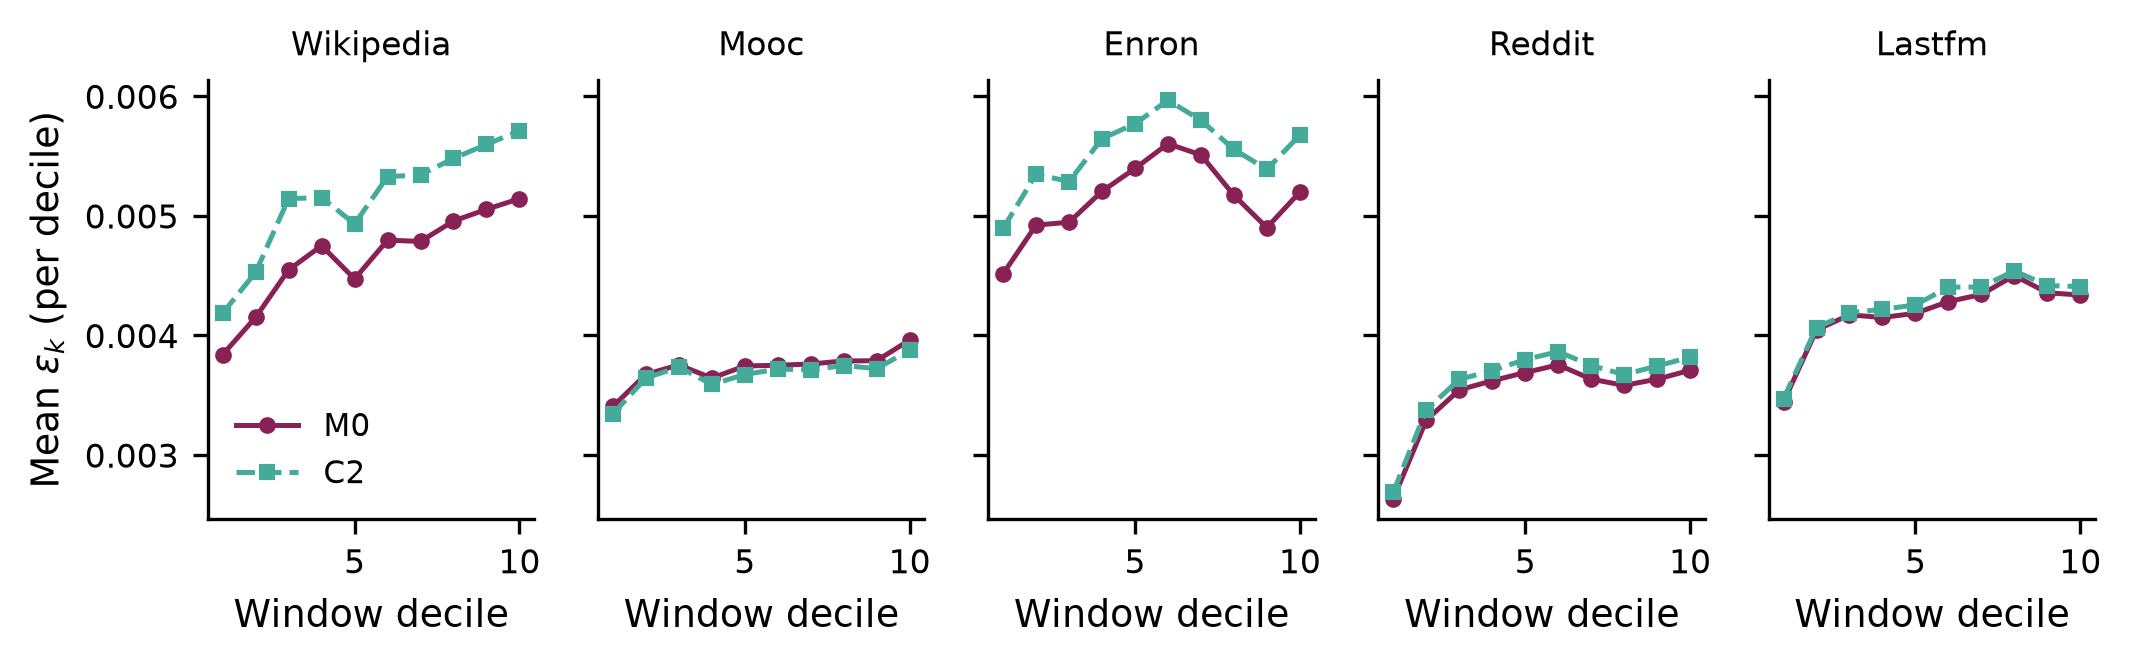 Wikipedia Mooc Enron Reddit Lastfm
Mean εk (per decile)
0.006
0.005
0.004
0.003
M0
C2
5 10 5 10 5 10 5 10 5 10
Window decile Window decile Window decile Window decile Window decile